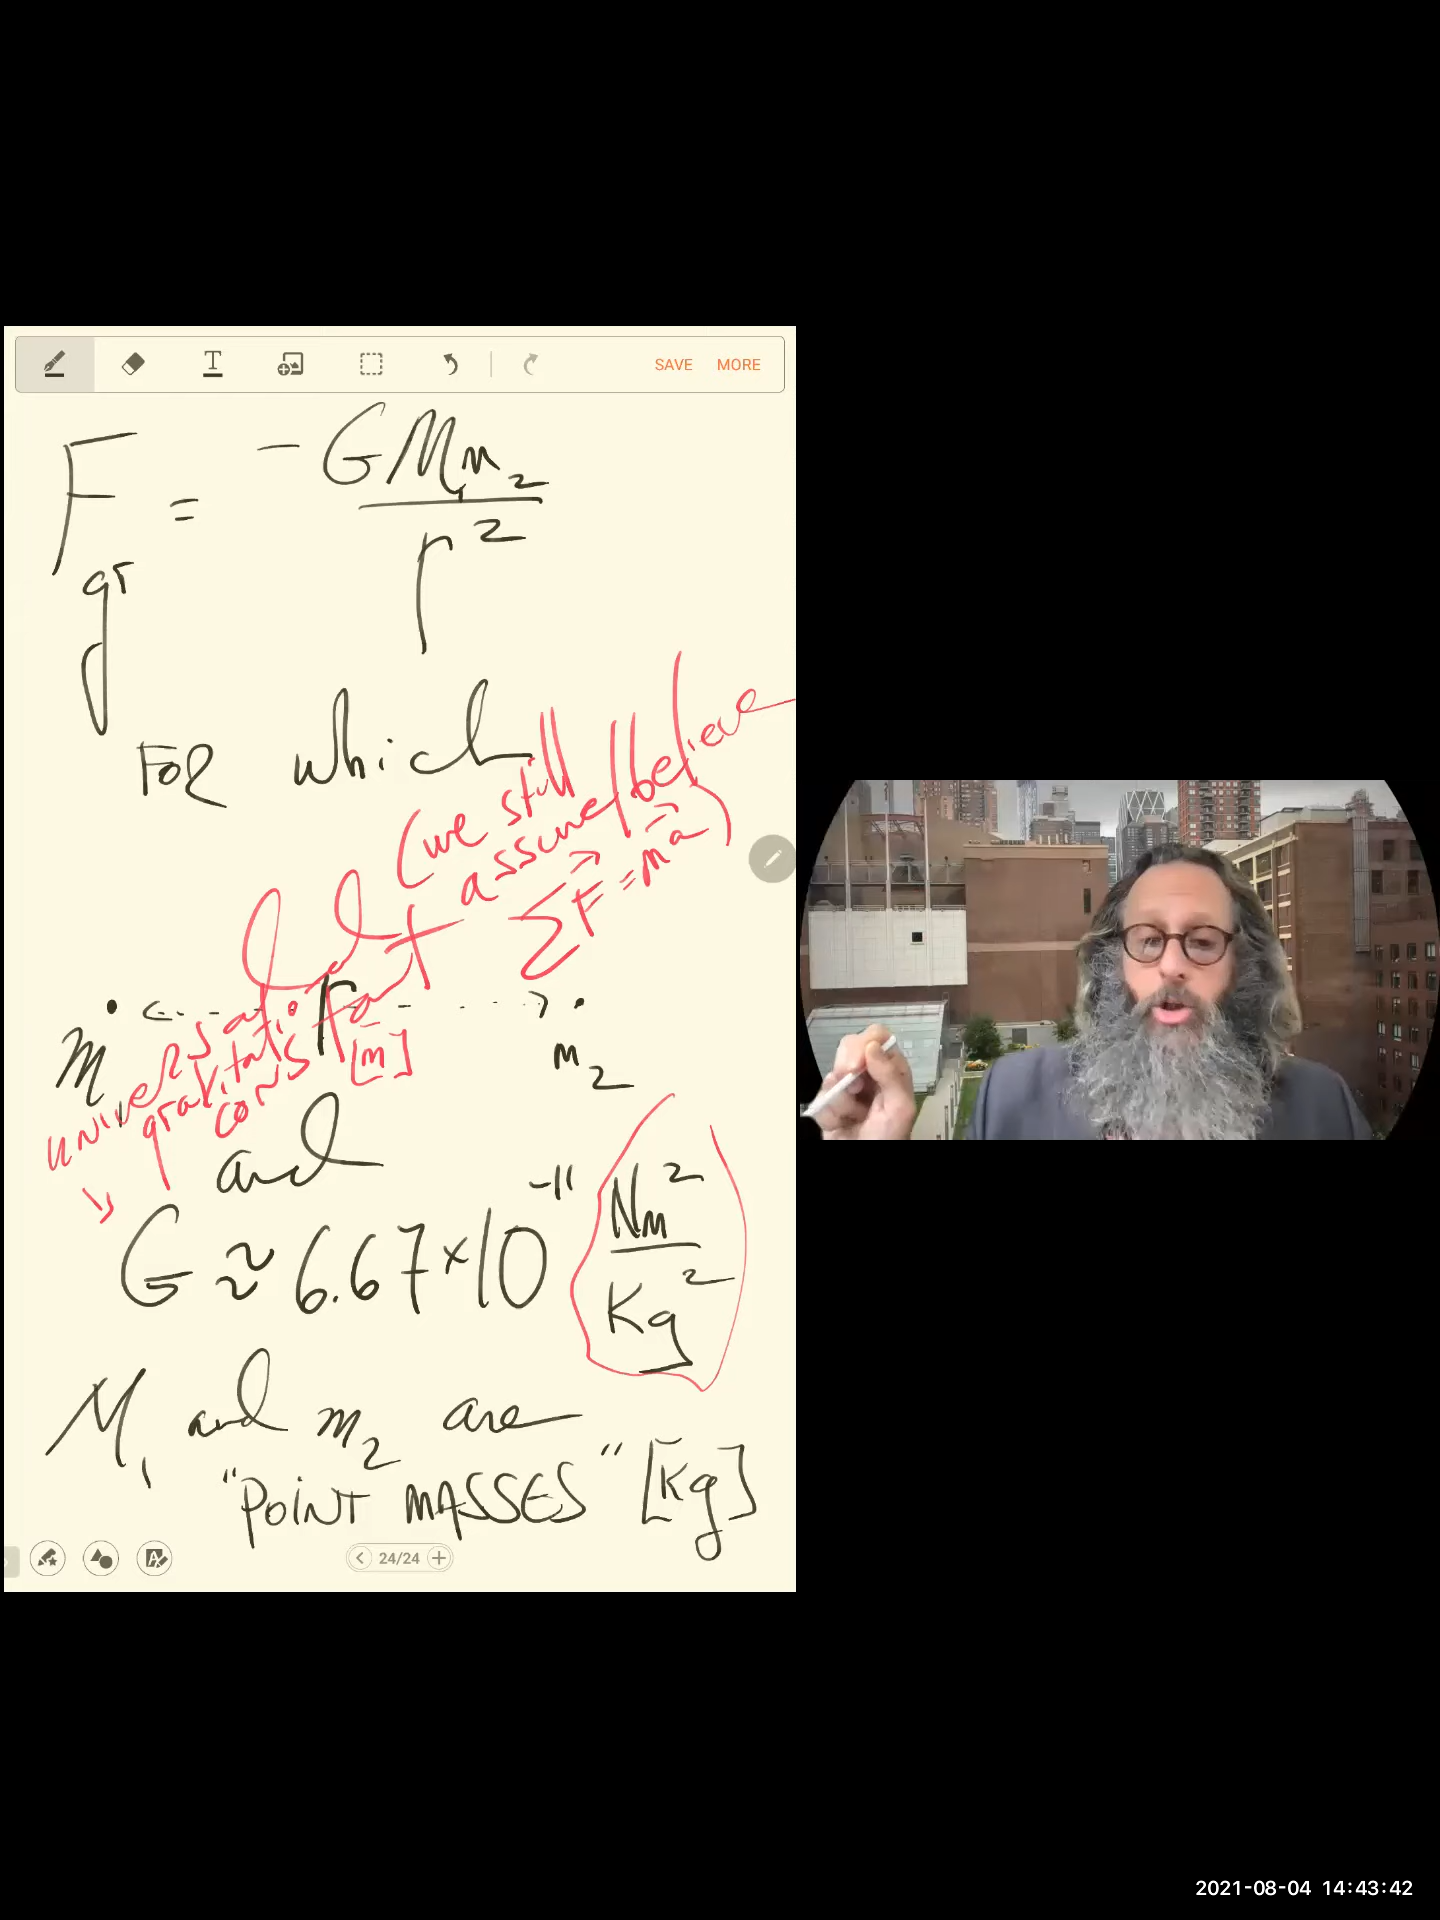 T
SAVE
MORE
F gr = -GM₁m₂ / r²
FOR which
(we still
assume/believe
ΣF⃗ = ma⃗)
r
[m]
m₁
m₂
universal
gravitational
constant
and
G ≈ 6.67×10⁻¹¹ Nm² / Kg²
M₁ and m₂ are
"POINT MASSES" [Kg]
24/24
A
2021-08-04 14:43:42